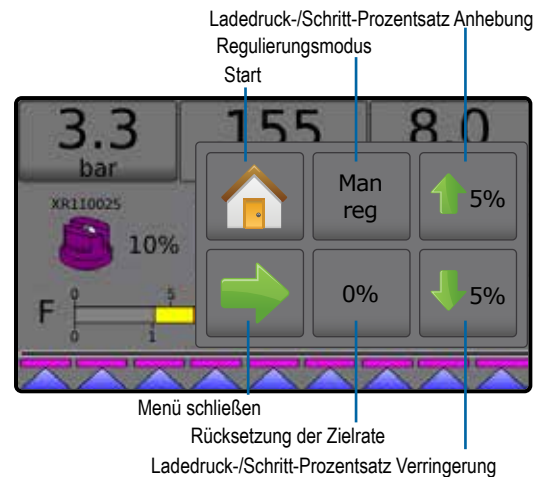 Ladedruck-/Schritt-Prozentsatz Anhebung
Regulierungsmodus
Start
3.3
155
8.0
bar
Man
reg
5%
XR110025
10%
0%
5%
F
0
5
0
1
Menü schließen
Rücksetzung der Zielrate
Ladedruck-/Schritt-Prozentsatz Verringerung